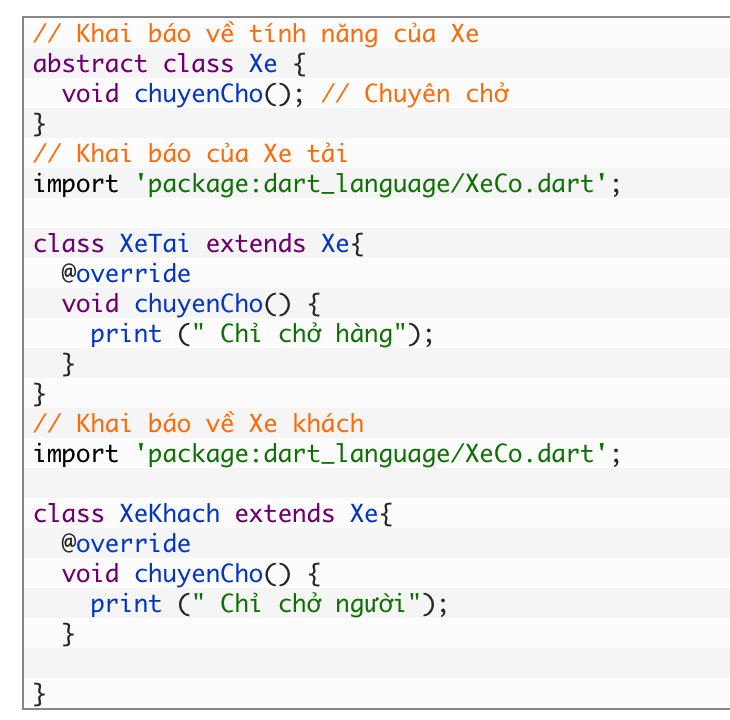 // Khai báo về tính năng của Xe
abstract class Xe {
  void chuyenCho(); // Chuyên chở
}
// Khai báo của Xe tải
import 'package:dart_language/XeCo.dart';

class XeTai extends Xe{
  @override
  void chuyenCho() {
    print (" Chỉ chở hàng");
  }
}
// Khai báo về Xe khách
import 'package:dart_language/XeCo.dart';

class XeKhach extends Xe{
  @override
  void chuyenCho() {
    print (" Chỉ chở người");
  }

}